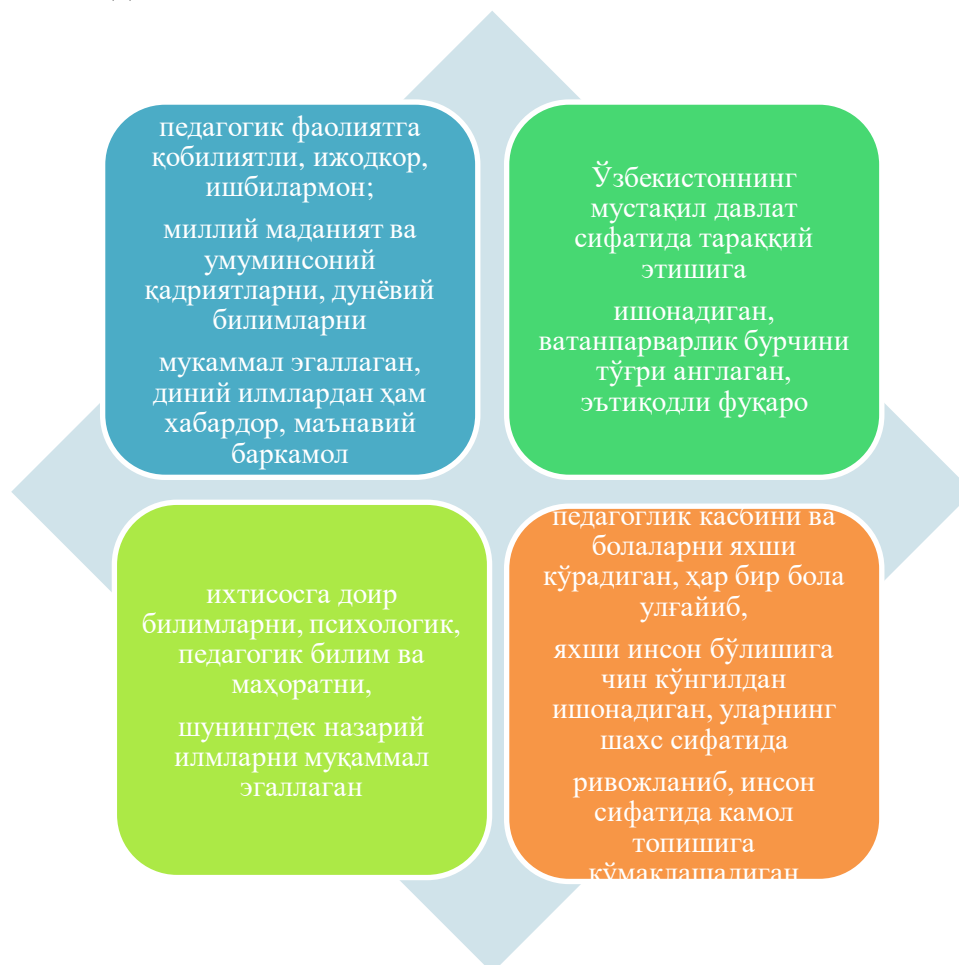 педагогик фаолиятга
қобилиятли, ижодкор,
ишбилармон;
миллий маданият ва
умуминсоний
қадриятларни, дунёвий
билимларни
мукаммал эгаллаган,
диний илмлардан ҳам
хабардор, маънавий
баркамол
Ўзбекистоннинг
мустақил давлат
сифатида тараққий
этишига
ишонадиган,
ватанпарварлик бурчини
тўғри англаган,
эътиқодли фуқаро
ихтисосга доир
билимларни, психологик,
педагогик билим ва
маҳоратни,
шунингдек назарий
илмларни муқаммал
эгаллаган
педагоглик касбини ва
болаларни яхши
кўрадиган, ҳар бир бола
улғайиб,
яхши инсон бўлишига
чин кўнгилдан
ишонадиган, уларнинг
шахс сифатида
ривожланиб, инсон
сифатида камол
топишига
кўмаклашадиган